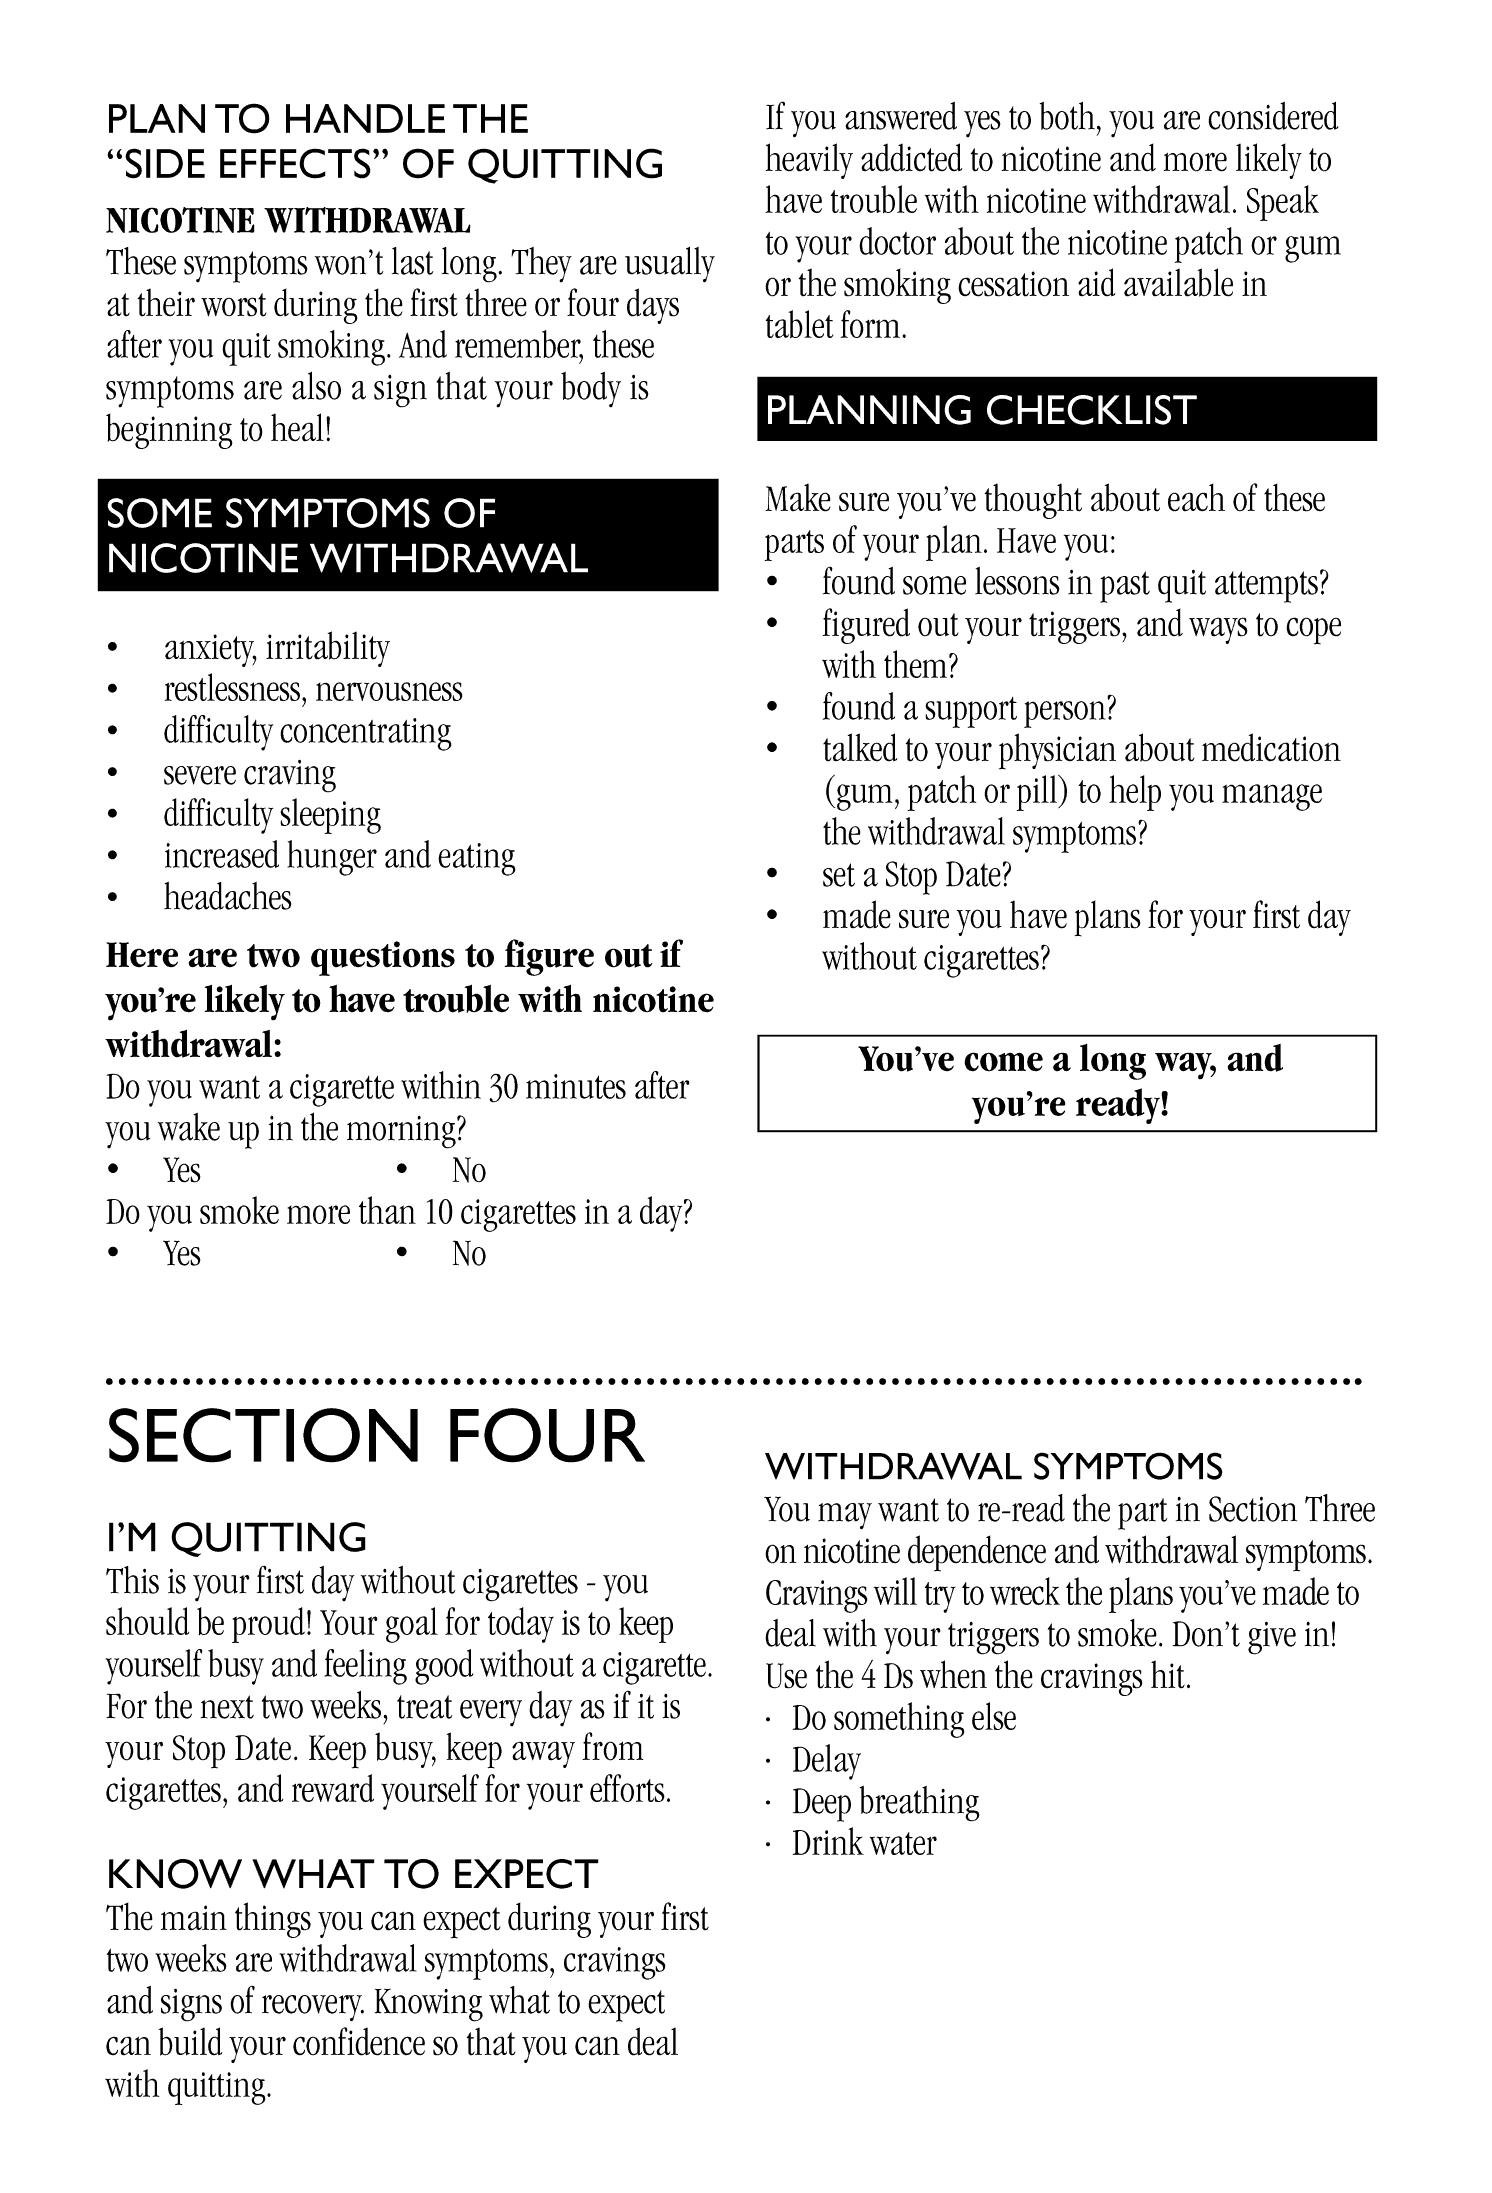 PLAN TO HANDLE THE
“SIDE EFFECTS” OF QUITTING
NICOTINE WITHDRAWAL
These symptoms won’t last long. They are usually
at their worst during the first three or four days
after you quit smoking. And remember, these
symptoms are also a sign that your body is
beginning to heal!
SOME SYMPTOMS OF
NICOTINE WITHDRAWAL
• anxiety, irritability
• restlessness, nervousness
• difficulty concentrating
• severe craving
• difficulty sleeping
• increased hunger and eating
• headaches
Here are two questions to figure out if
you’re likely to have trouble with nicotine
withdrawal:
Do you want a cigarette within 30 minutes after
you wake up in the morning?
• Yes • No
Do you smoke more than 10 cigarettes in a day?
• Yes • No
If you answered yes to both, you are considered
heavily addicted to nicotine and more likely to
have trouble with nicotine withdrawal. Speak
to your doctor about the nicotine patch or gum
or the smoking cessation aid available in
tablet form.
PLANNING CHECKLIST
Make sure you’ve thought about each of these
parts of your plan. Have you:
• found some lessons in past quit attempts?
• figured out your triggers, and ways to cope
with them?
• found a support person?
• talked to your physician about medication
(gum, patch or pill) to help you manage
the withdrawal symptoms?
• set a Stop Date?
• made sure you have plans for your first day
without cigarettes?
You’ve come a long way, and
you’re ready!
SECTION FOUR
I’M QUITTING
This is your first day without cigarettes - you
should be proud! Your goal for today is to keep
yourself busy and feeling good without a cigarette.
For the next two weeks, treat every day as if it is
your Stop Date. Keep busy, keep away from
cigarettes, and reward yourself for your efforts.
KNOW WHAT TO EXPECT
The main things you can expect during your first
two weeks are withdrawal symptoms, cravings
and signs of recovery. Knowing what to expect
can build your confidence so that you can deal
with quitting.
WITHDRAWAL SYMPTOMS
You may want to re-read the part in Section Three
on nicotine dependence and withdrawal symptoms.
Cravings will try to wreck the plans you’ve made to
deal with your triggers to smoke. Don’t give in!
Use the 4 Ds when the cravings hit.
· Do something else
· Delay
· Deep breathing
· Drink water